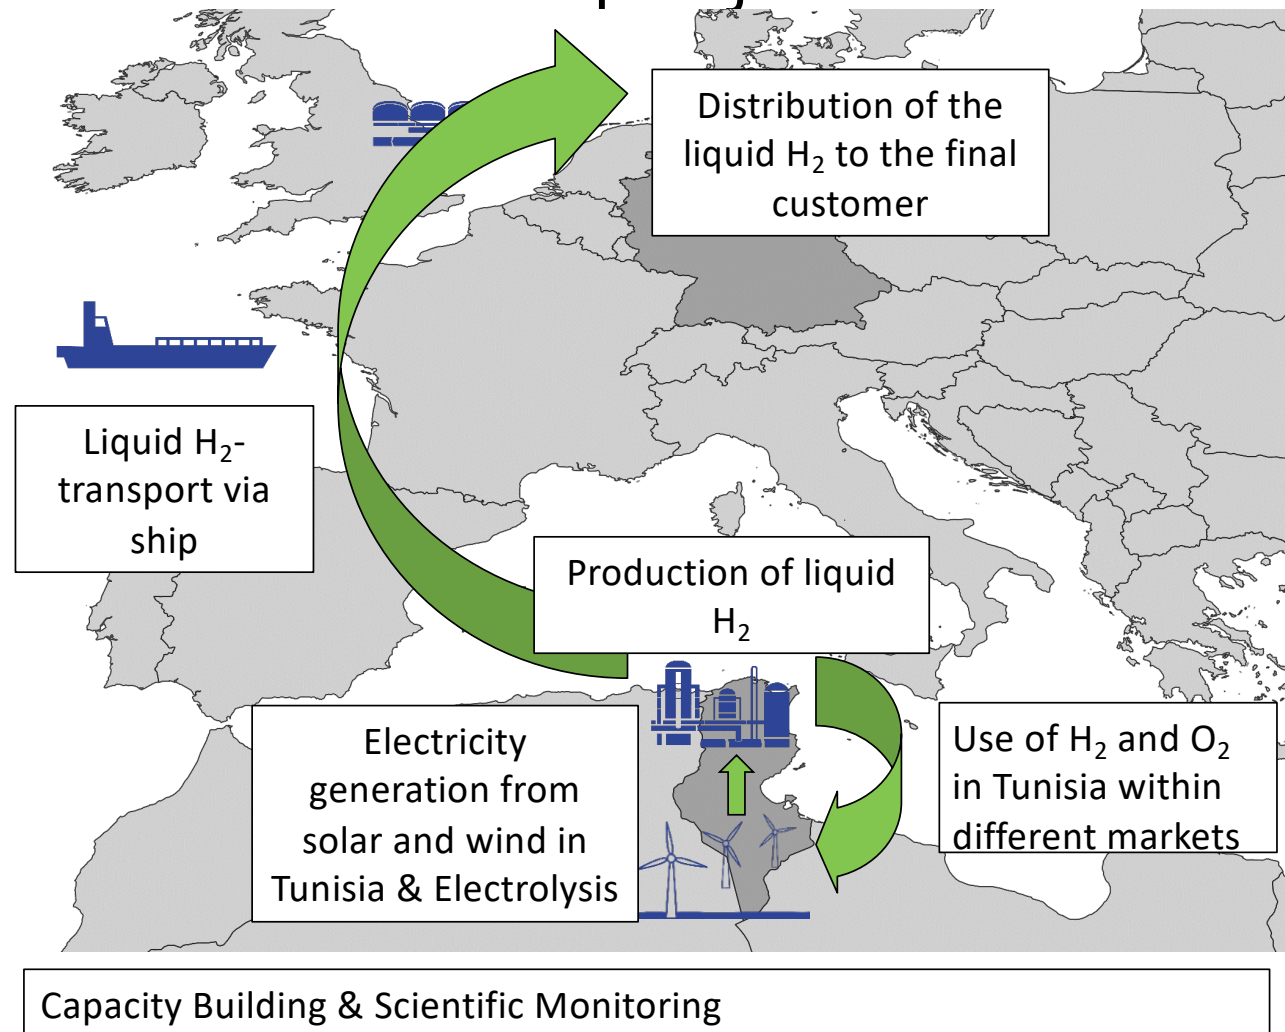 Distribution of the
liquid H₂ to the final
customer
Liquid H₂-
transport via
ship
Production of liquid
H₂
Electricity
generation from
solar and wind in
Tunisia & Electrolysis
Use of H₂ and O₂
in Tunisia within
different markets
Capacity Building & Scientific Monitoring